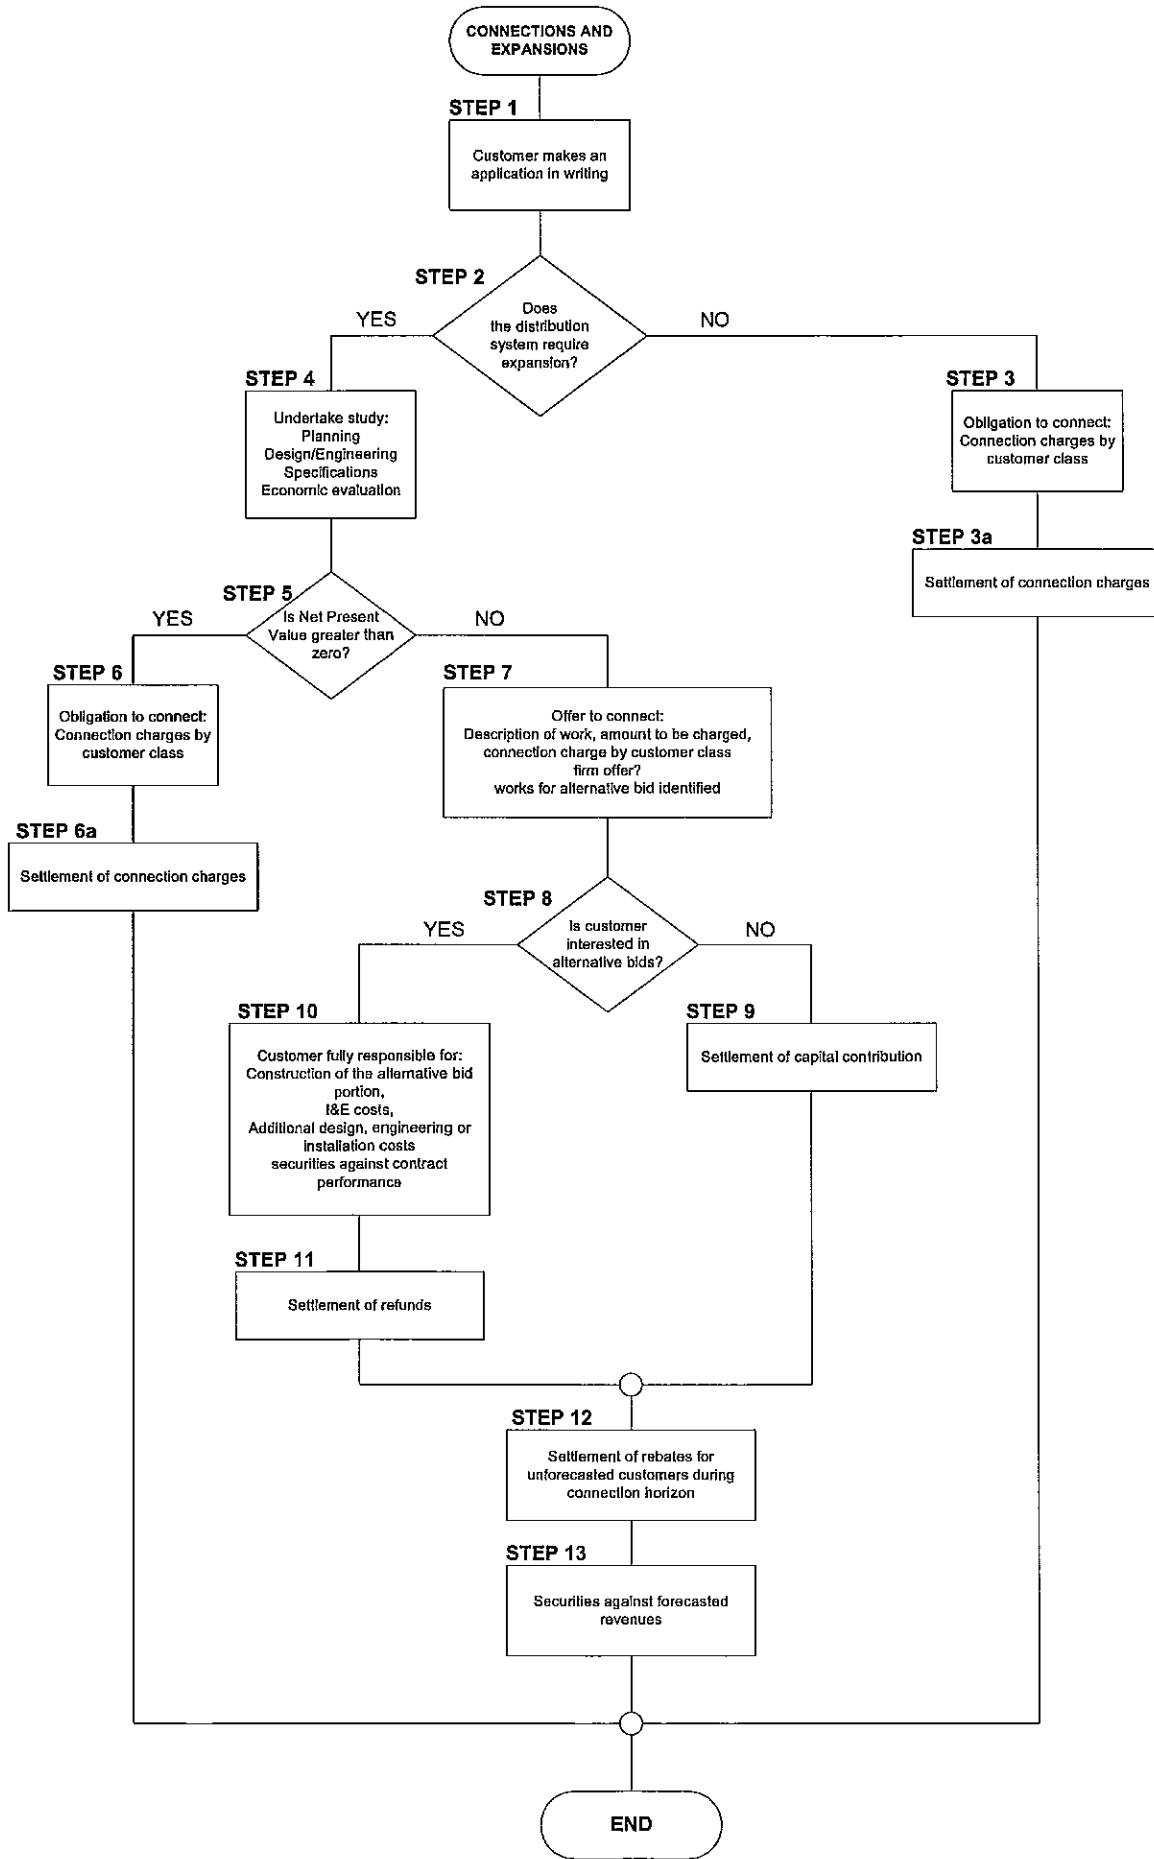 CONNECTIONS AND
EXPANSIONS
STEP 1
Customer makes an
application in writing
STEP 2
Does
the distribution
system require
expansion?
YES
NO
STEP 4
Undertake study:
Planning
Design/Engineering
Specifications
Economic evaluation
STEP 3
Obligation to connect:
Connection charges by
customer class
STEP 3a
Settlement of connection charges
STEP 5
Is Net Present
Value greater than
zero?
YES
NO
STEP 6
Obligation to connect:
Connection charges by
customer class
STEP 6a
Settlement of connection charges
STEP 7
Offer to connect:
Description of work, amount to be charged,
connection charge by customer class
firm offer?
works for alternative bid identified
STEP 8
Is customer
interested in
alternative bids?
YES
NO
STEP 10
Customer fully responsible for:
Construction of the alternative bid
portion,
I&E costs,
Additional design, engineering or
installation costs
securities against contract
performance
STEP 9
Settlement of capital contribution
STEP 11
Settlement of refunds
STEP 12
Settlement of rebates for
unforecasted customers during
connection horizon
STEP 13
Securities against forecasted
revenues
END